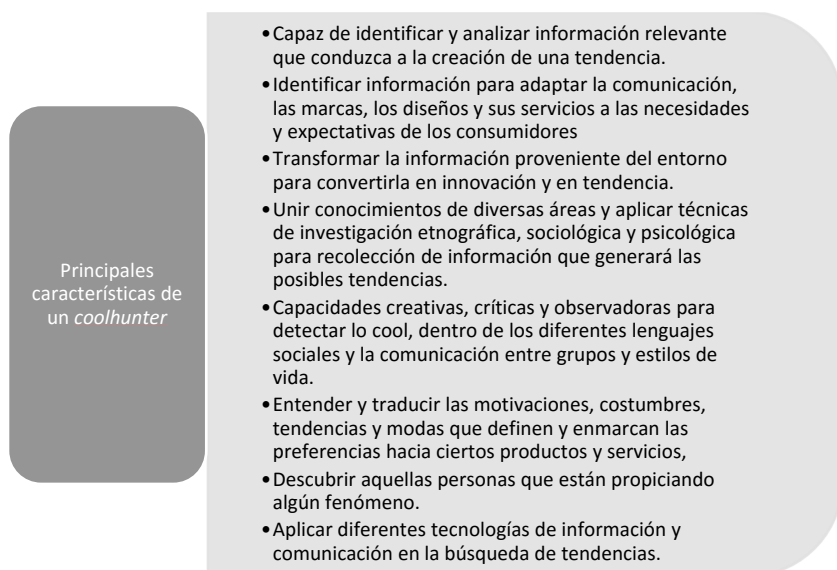 Principales
características de
un coolhunter
•Capaz de identificar y analizar información relevante
que conduzca a la creación de una tendencia.
•Identificar información para adaptar la comunicación,
las marcas, los diseños y sus servicios a las necesidades
y expectativas de los consumidores
•Transformar la información proveniente del entorno
para convertirla en innovación y en tendencia.
•Unir conocimientos de diversas áreas y aplicar técnicas
de investigación etnográfica, sociológica y psicológica
para recolección de información que generará las
posibles tendencias.
•Capacidades creativas, críticas y observadoras para
detectar lo cool, dentro de los diferentes lenguajes
sociales y la comunicación entre grupos y estilos de
vida.
•Entender y traducir las motivaciones, costumbres,
tendencias y modas que definen y enmarcan las
preferencias hacia ciertos productos y servicios,
•Descubrir aquellas personas que están propiciando
algún fenómeno.
•Aplicar diferentes tecnologías de información y
comunicación en la búsqueda de tendencias.